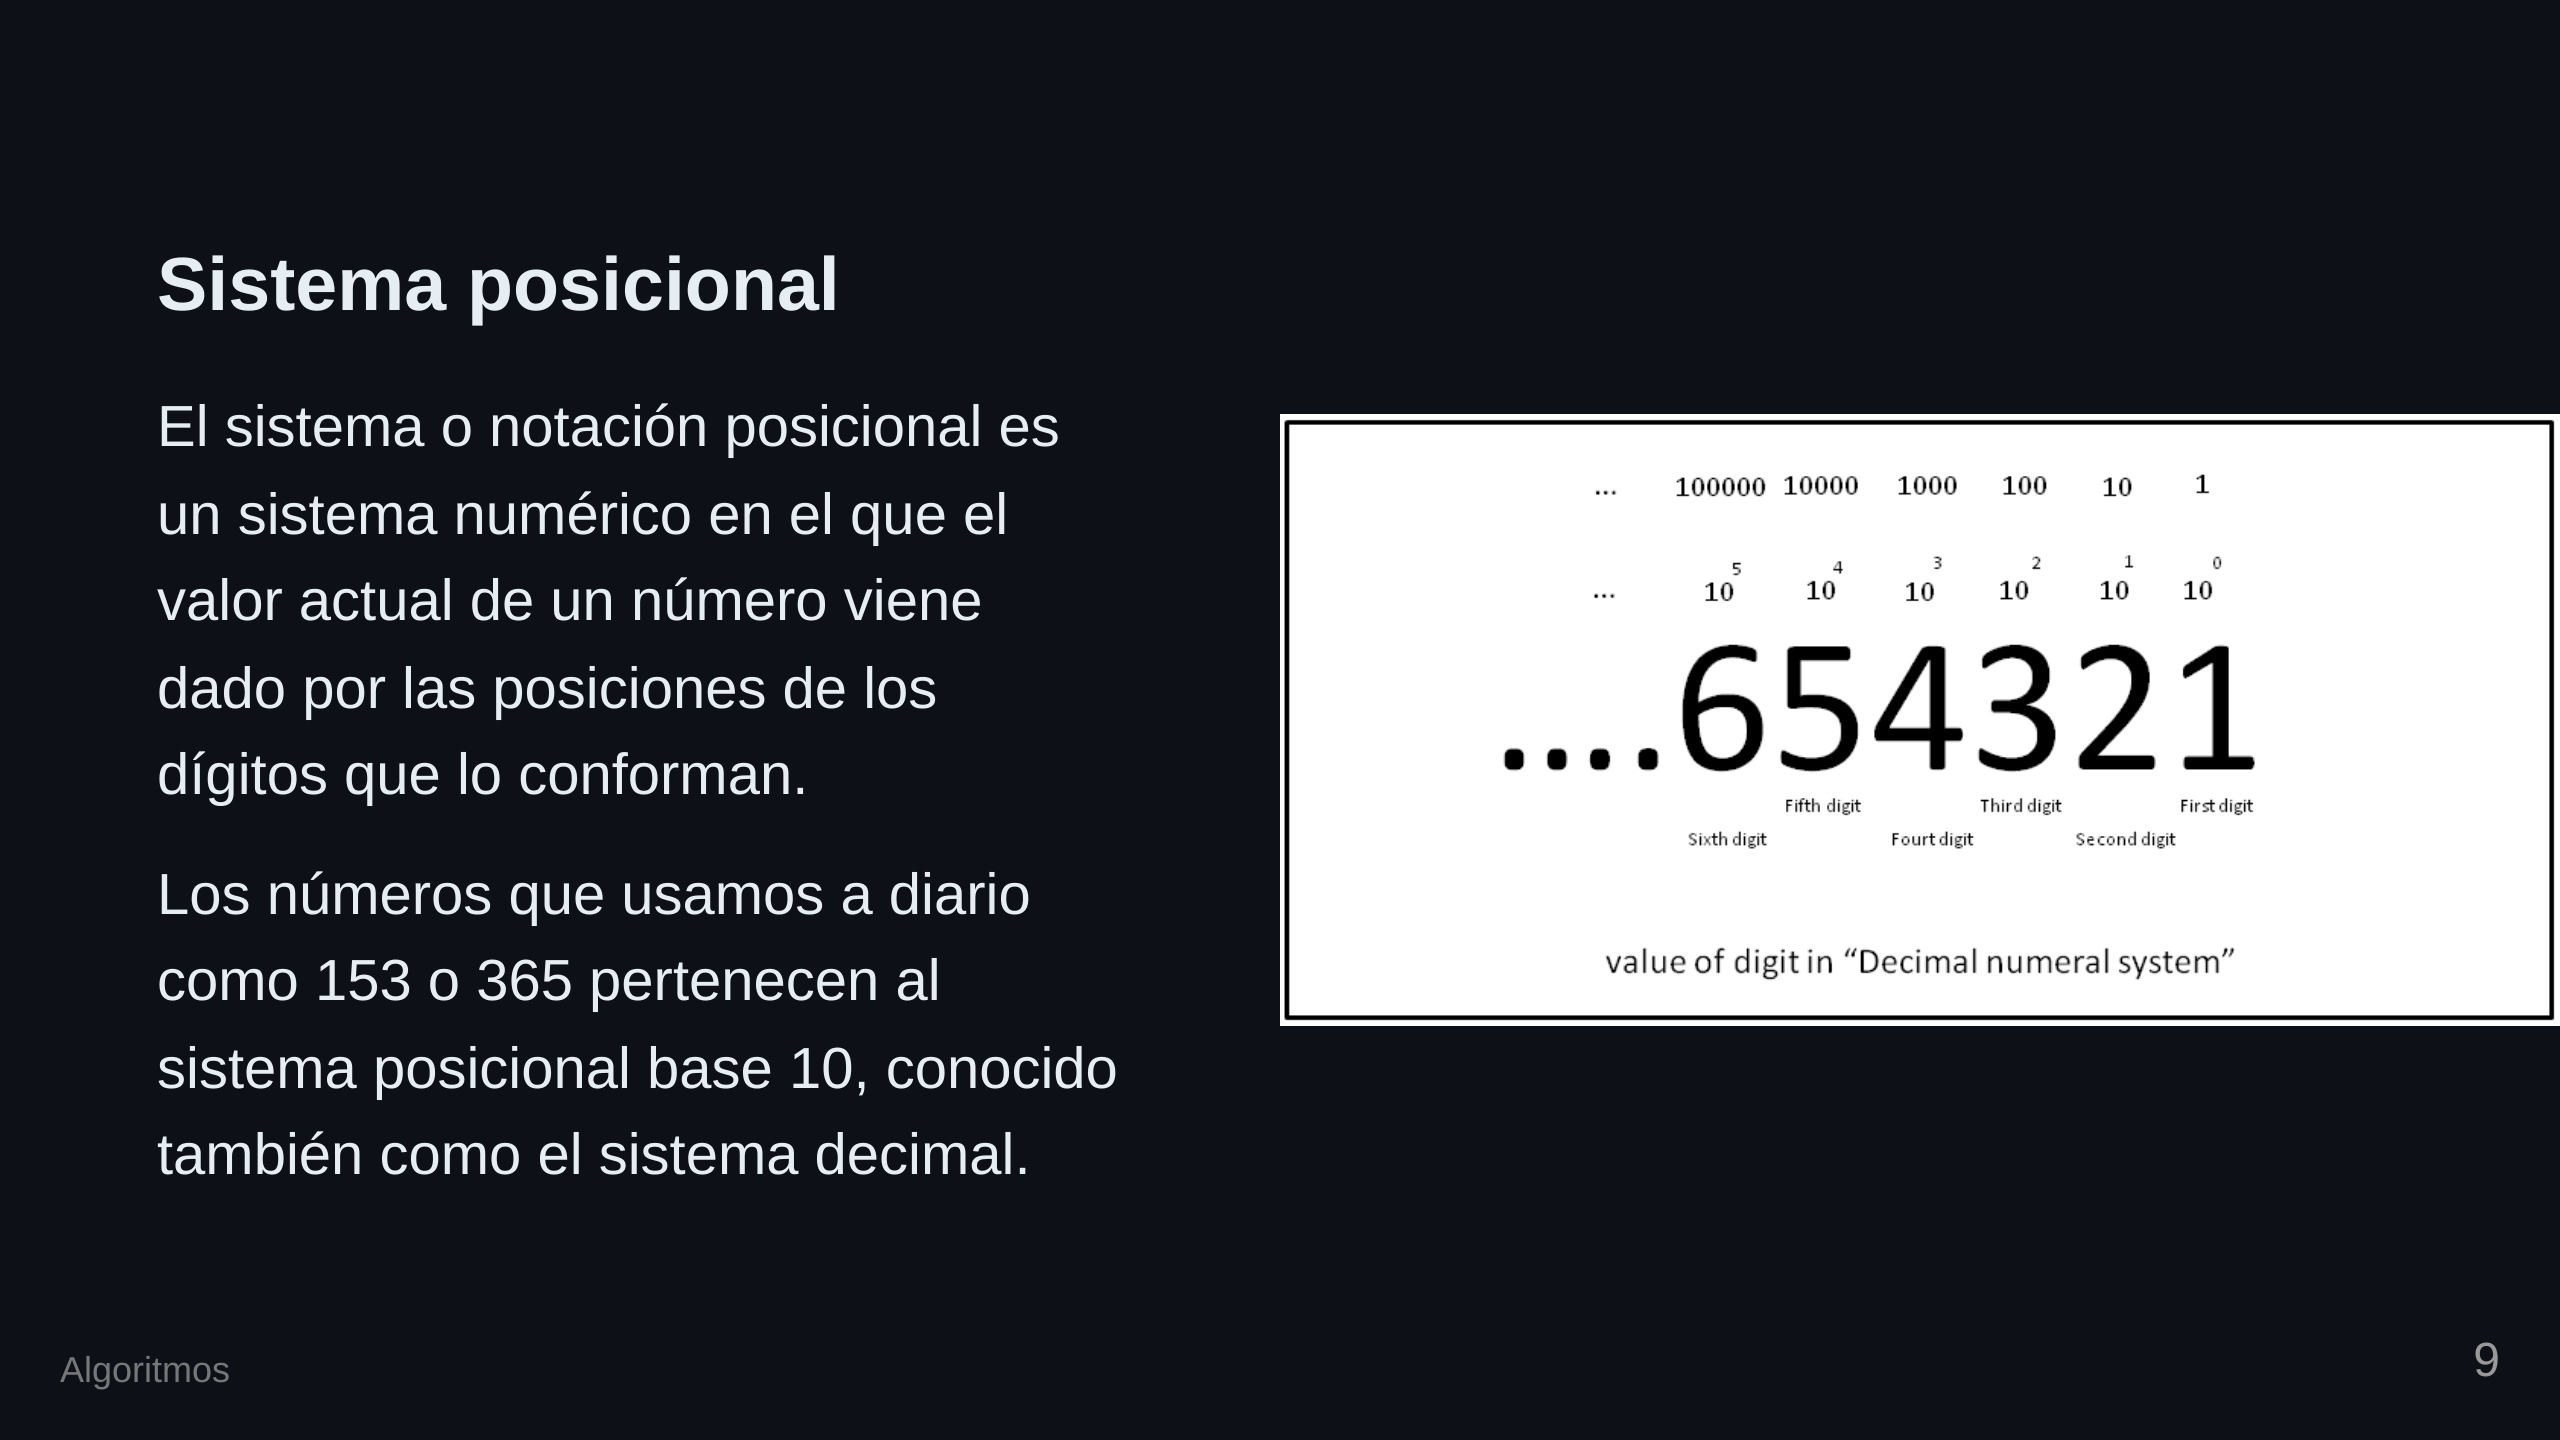 Sistema posicional
El sistema o notación posicional es
un sistema numérico en el que el
valor actual de un número viene
dado por las posiciones de los
dígitos que lo conforman.
Los números que usamos a diario
como 153 o 365 pertenecen al
sistema posicional base 10, conocido
también como el sistema decimal.
... 100000 10000 1000 100 10 1
... 10^5 10^4 10^3 10^2 10^1 10^0
....654321
Fifth digit Third digit First digit
Sixth digit Fourt digit Second digit
value of digit in “Decimal numeral system”
Algoritmos
9